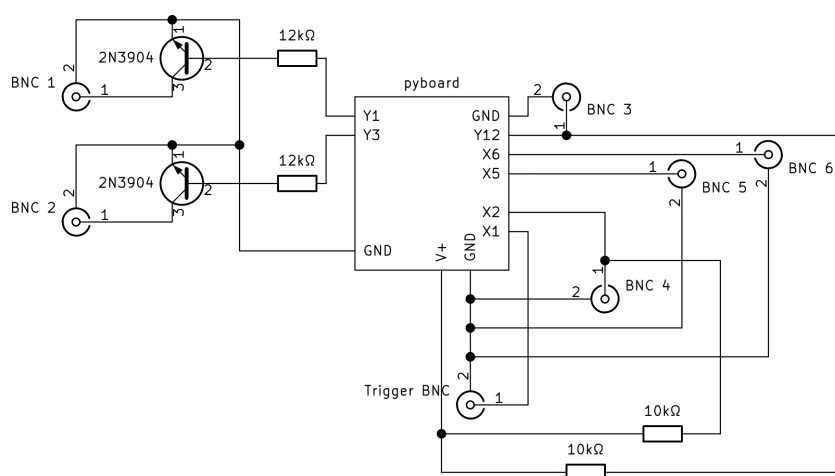 12kΩ
1
2N3904
2
2
3
BNC 1
1
pyboard
2
BNC 3
GND
Y1
1
Y3
Y12
12kΩ
X6
1
BNC 6
X5
1
2
BNC 5
1
2N3904
2
2
2
3
BNC 2
1
X2
X1
GND
V+
GND
1
BNC 4
2
2
Trigger BNC
1
10kΩ
10kΩ